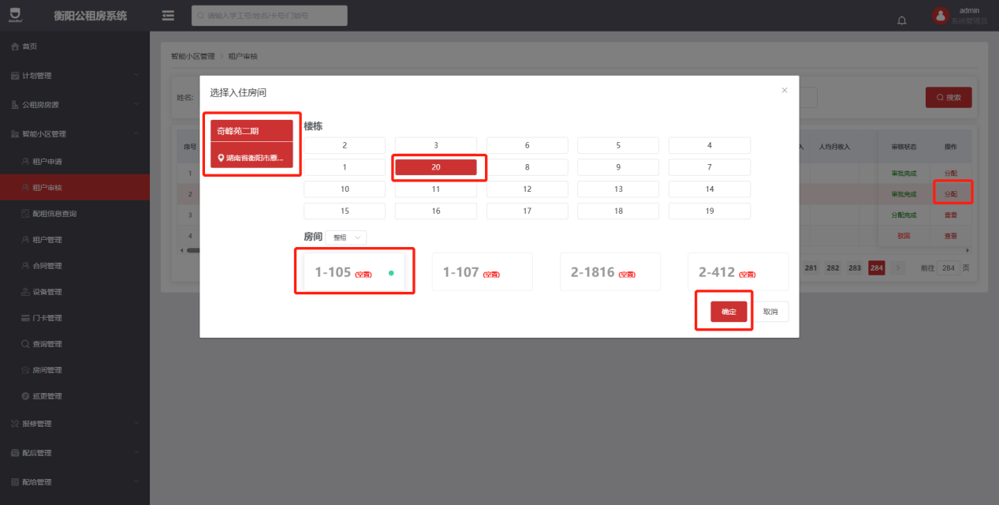 衡阳公租房系统
请输入学工号/姓名/卡号/门锁号
admin
系统管理员
首页
计划管理
公租房房源
智能小区管理
租户申请
租户审核
配租信息查询
租户管理
合同管理
设备管理
门卡管理
查询管理
房间管理
巡更管理
报修管理
配后管理
配给管理
智能小区管理 > 租户审核
姓名:
搜索
序号
入 人均月收入 审核状态 操作
1 审批完成 分配
2 审批完成 分配
3 分配完成 查看
4 驳回 查看
281 282 283 284 > 前往 284 页
选择入住房间
×
奇峰苑二期
湖南省衡阳市雁...
楼栋
2 3 6 5 4
1 20 8 9 7
10 11 12 13 14
15 16 17 18 19
房间 整租
1-105 (空置) 1-107 (空置) 2-1816 (空置) 2-412 (空置)
确定 取消